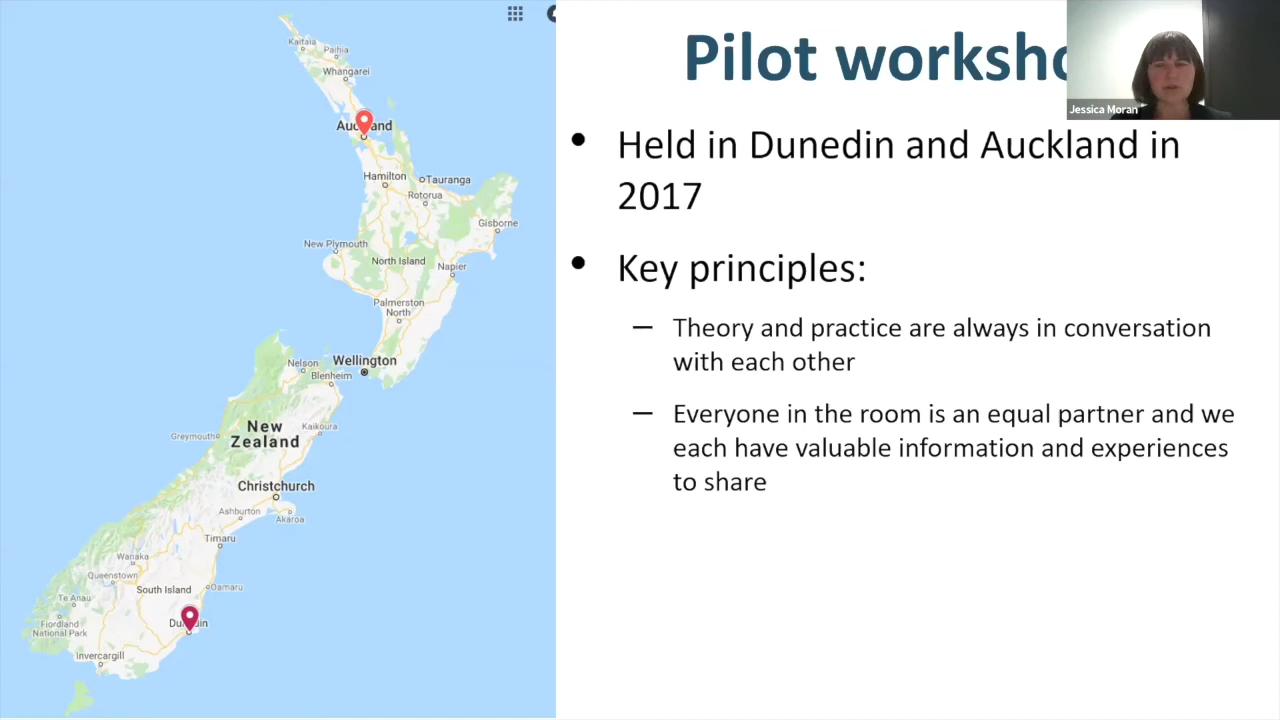 Kaitaia
Paihia
Whangarei
Auckland
Hamilton
Tauranga
Rotorua
Gisborne
New Plymouth
North Island
Napier
Palmerston
North
Nelson
Wellington
Blenheim
New
Zealand
Kaikoura
Greymouth
Christchurch
Ashburton
Akaroa
Timaru
Wanaka
Queenstown
South Island
Oamaru
Te Anau
Fiordland
National Park
Dunedin
Invercargill
Pilot worksho
Jessica Moran
• Held in Dunedin and Auckland in
2017
• Key principles:
– Theory and practice are always in conversation
with each other
– Everyone in the room is an equal partner and we
each have valuable information and experiences
to share